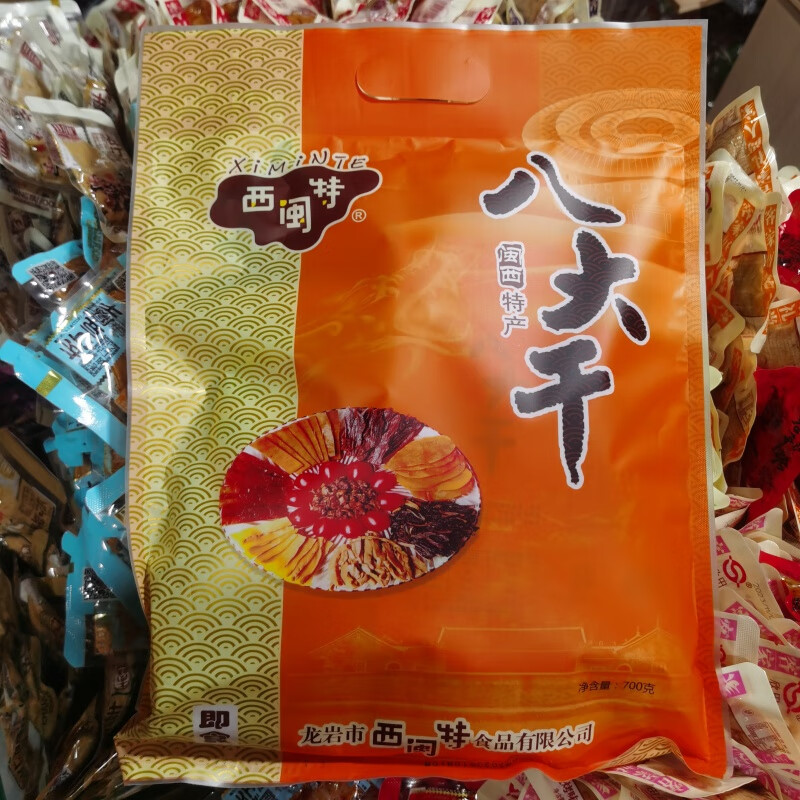 XiMiNTE
西闽特®
八大干
闽西特产
净含量：700克
即食
龙岩市西闽特食品有限公司